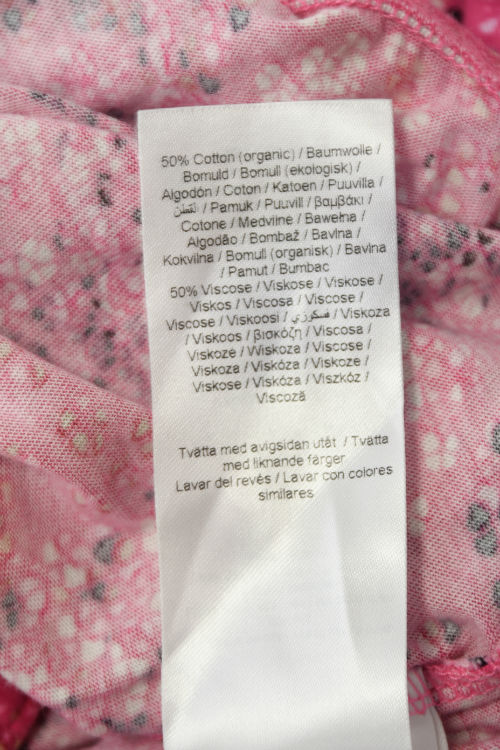 50% Cotton (organic) / Baumwolle /
Bomuld / Bomull (ekologisk) /
Algodón / Coton / Katoen / Puuvilla /
القطن / Pamuk / Puuvill / βαμβάκι /
Cotone / Medvilne / Bawełna /
Algodão / Bombaž / Bavlna /
Kokvilna / Bomull (organisk) / Bavlna
/ Pamut / Bumbac
50% Viscose / Viskose / Viskose /
Viskos / Viscosa / Viscose /
Viscose / Viskoosi / فسكوزي / Viskoza
/ Viskoos / βισκόζη / Viscosa /
Viskoze / Wiskoza / Viscose /
Viskoza / Viskóza / Viskoze /
Viskose / Viskóza / Viszkóz /
Viscoză
Tvätta med avigsidan utåt / Tvätta
med liknande färger
Lavar del revés / Lavar con colores
similares